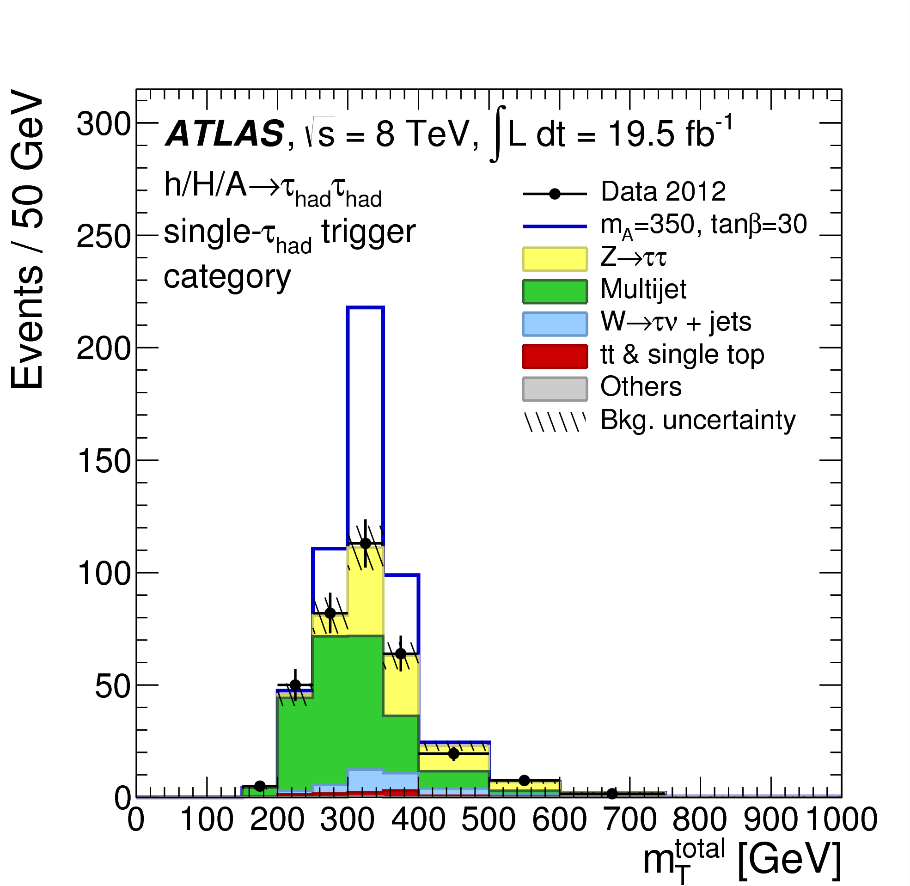 Events / 50 GeV
300
250
200
150
100
50
0
ATLAS, √s = 8 TeV, ∫L dt = 19.5 fb⁻¹
h/H/A→τhadτhad
single-τhad trigger
category
Data 2012
mA=350, tanβ=30
Z→ττ
Multijet
W→τν + jets
tt & single top
Others
Bkg. uncertainty
0 100 200 300 400 500 600 700 800 900 1000
mTtotal [GeV]